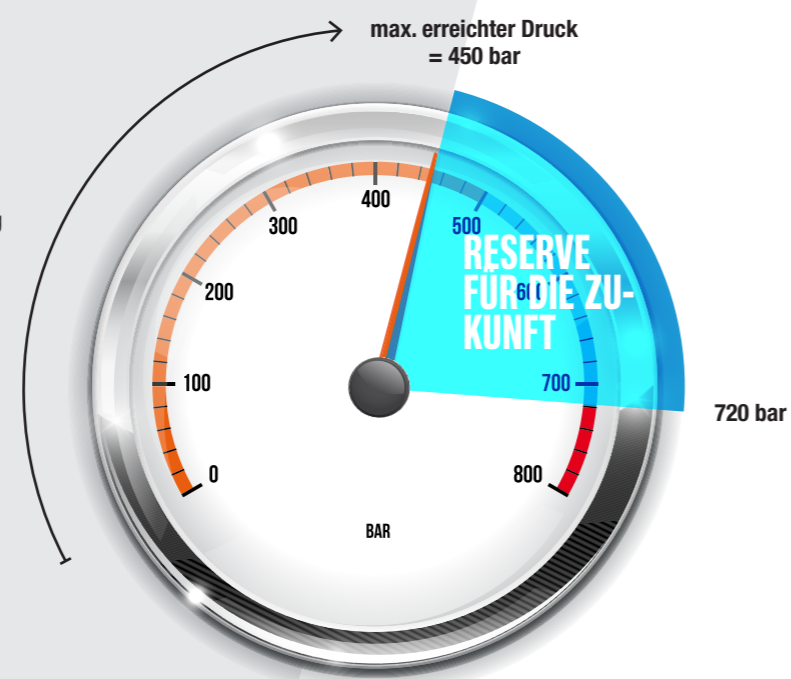 max. erreichter Druck
= 450 bar
400
300
500
RESERVE
FÜR DIE ZU-
KUNFT
200
600
100
700
720 bar
0
800
BAR